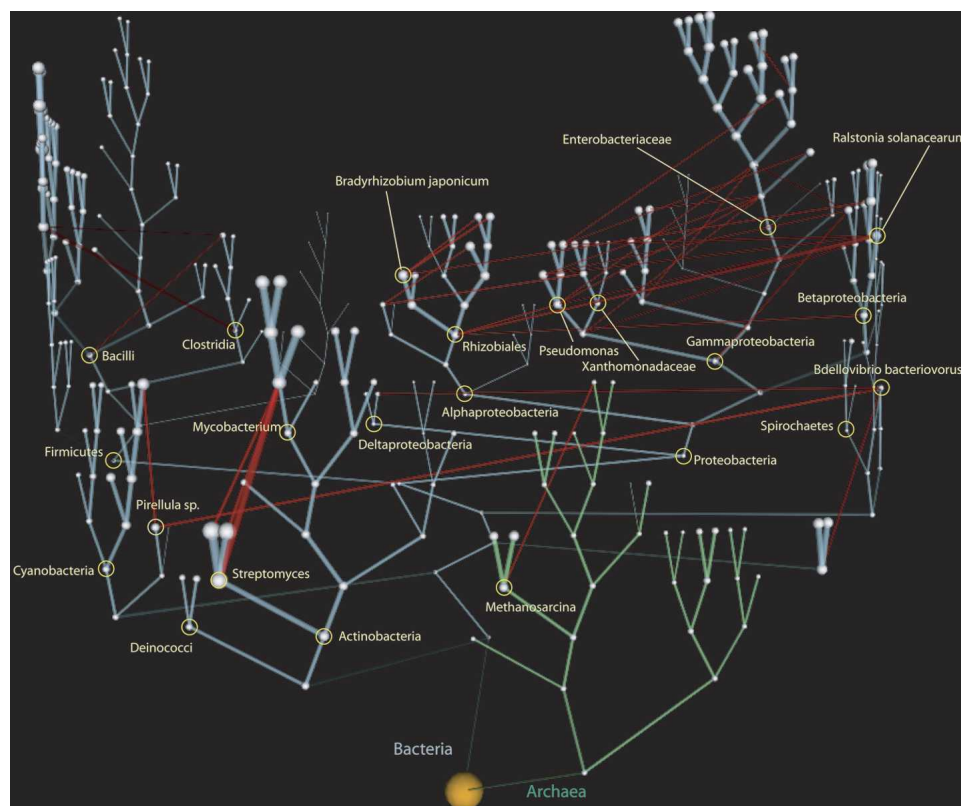 Enterobacteriaceae
Ralstonia solanacearum
Bradyrhizobium japonicum
Betaproteobacteria
Clostridia
Bacilli
Rhizobiales
Pseudomonas
Gammaproteobacteria
Xanthomonadaceae
Bdellovibrio bacteriovorus
Alphaproteobacteria
Mycobacterium
Deltaproteobacteria
Spirochaetes
Firmicutes
Proteobacteria
Pirellula sp.
Cyanobacteria
Streptomyces
Methanosarcina
Deinococci
Actinobacteria
Bacteria
Archaea